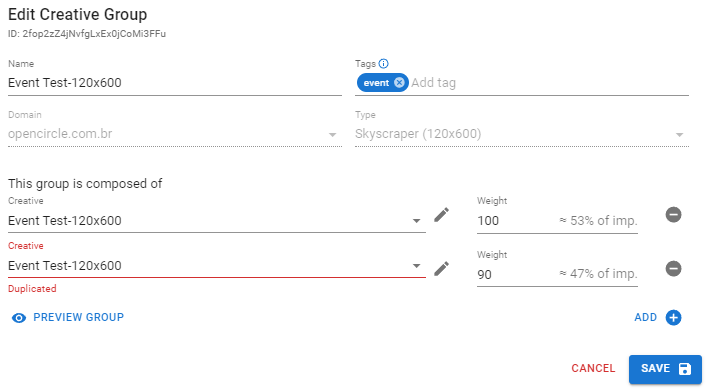 Edit Creative Group
ID: 2fop2zZ4jNvfgLxEx0jCoMi3FFu
Name
Event Test-120x600
Tags
event Add tag
Domain
opencircle.com.br
Type
Skyscraper (120x600)
This group is composed of
Creative
Event Test-120x600
Weight
100 ≈ 53% of imp.
Creative
Event Test-120x600
Duplicated
Weight
90 ≈ 47% of imp.
PREVIEW GROUP
ADD
CANCEL
SAVE